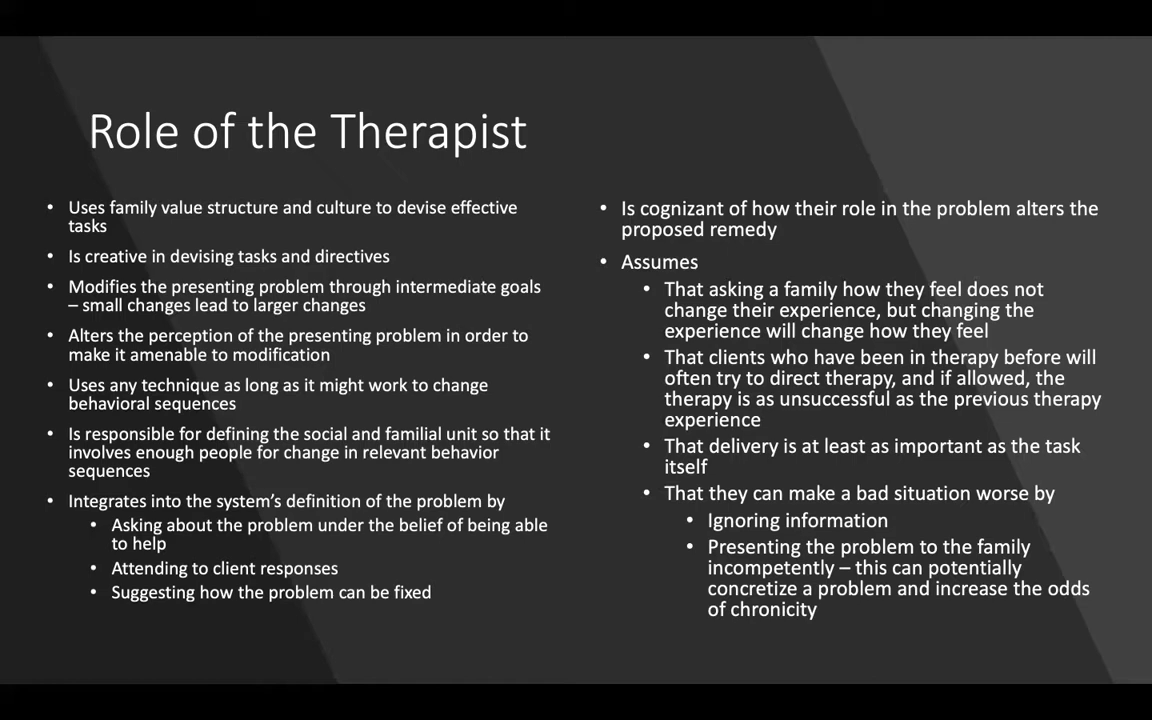 Role of the Therapist
• Uses family value structure and culture to devise effective
tasks
• Is creative in devising tasks and directives
• Modifies the presenting problem through intermediate goals
– small changes lead to larger changes
• Alters the perception of the presenting problem in order to
make it amenable to modification
• Uses any technique as long as it might work to change
behavioral sequences
• Is responsible for defining the social and familial unit so that it
involves enough people for change in relevant behavior
sequences
• Integrates into the system’s definition of the problem by
• Asking about the problem under the belief of being able
to help
• Attending to client responses
• Suggesting how the problem can be fixed
• Is cognizant of how their role in the problem alters the
proposed remedy
• Assumes
• That asking a family how they feel does not
change their experience, but changing the
experience will change how they feel
• That clients who have been in therapy before will
often try to direct therapy, and if allowed, the
therapy is as unsuccessful as the previous therapy
experience
• That delivery is at least as important as the task
itself
• That they can make a bad situation worse by
• Ignoring information
• Presenting the problem to the family
incompetently – this can potentially
concretize a problem and increase the odds
of chronicity